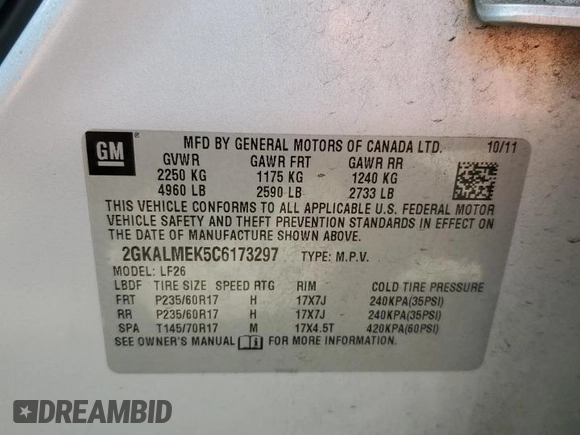 GM
MFD BY GENERAL MOTORS OF CANADA LTD. 10/11
GVWR GAWR FRT GAWR RR
2250 KG 1175 KG 1240 KG
4960 LB 2590 LB 2733 LB
THIS VEHICLE CONFORMS TO ALL APPLICABLE U.S. FEDERAL MOTOR
VEHICLE SAFETY AND THEFT PREVENTION STANDARDS IN EFFECT ON
THE DATE OF MANUFACTURE SHOWN ABOVE.
2GKALMEK5C6173297 TYPE: M.P.V.
MODEL: LF26
LBDF TIRE SIZE SPEED RTG RIM COLD TIRE PRESSURE
FRT P235/60R17 H 17X7J 240KPA(35PSI)
RR P235/60R17 H 17X7J 240KPA(35PSI)
SPA T145/70R17 M 17X4.5T 420KPA(60PSI)
SEE OWNER'S MANUAL FOR MORE INFORMATION.
DREAMBID